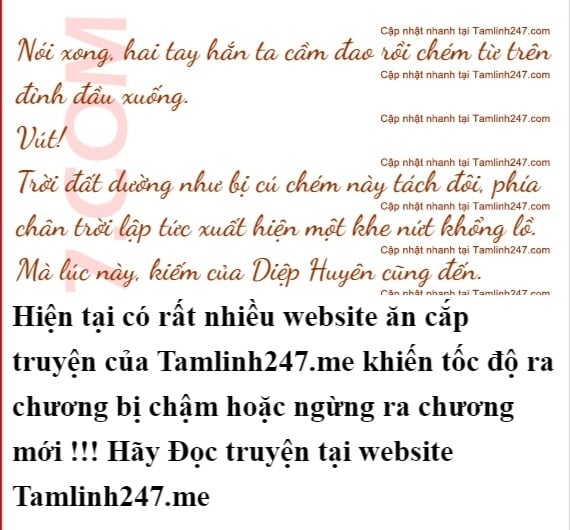 Cập nhật nhanh tại Tamlinh247.com
Nói xong, hai tay hắn ta cầm đao rồi chém từ trên
Cập nhật nhanh tại Tamlinh247.com
đỉnh đầu xuống.
Cập nhật nhanh tại Tamlinh247.com
Vút!
Cập nhật nhanh tại Tamlinh247.com
Trời đất dường như bị cú chém này tách đôi, phía
Cập nhật nhanh tại Tamlinh247.com
chân trời lập tức xuất hiện một khe nứt khổng lồ.
Cập nhật nhanh tại Tamlinh247.com
Mà lúc này, kiếm của Diệp Huyên cũng đến.
Cập nhật nhanh tại Tamlinh247.com
7.COM
Hiện tại có rất nhiều website ăn cắp
truyện của Tamlinh247.me khiến tốc độ ra
chương bị chậm hoặc ngừng ra chương
mới !!! Hãy Đọc truyện tại website
Tamlinh247.me